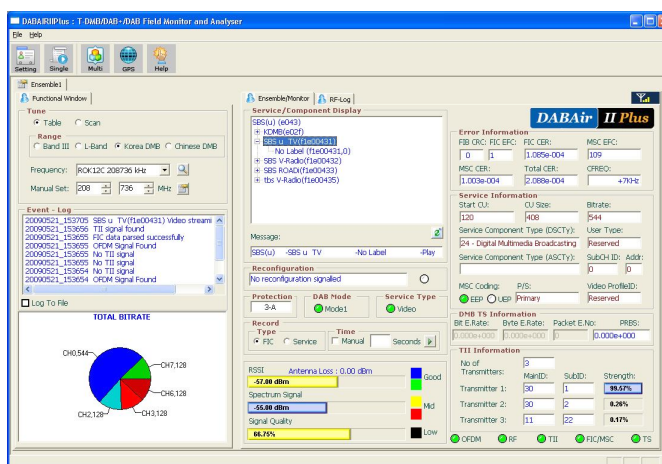 DABAIRIIPlus : T-DMB/DAB+/DAB Field Monitor and Analyser
File Help
Setting Single Multi GPS Help
Ensemble1
Functional Window
Tune
Table Scan
Range
Band III L-Band Korea DMB Chinese DMB
Frequency: ROK12C 208736 kHz
Manual Set: 208 736 MHz
Event - Log
20090521_153705 SBS u TV(f1e00431) Video streami
20090521_153656 TII signal found
20090521_153655 FIC data parsed successfully
20090521_153655 OFDM Signal Found
20090521_153655 No TII signal
20090521_153655 No TII signal
20090521_153654 No TII signal
20090521_153654 OFDM Signal Found
Log To File
TOTAL BITRATE
CH0,544
CH7,128
CH6,128
CH3,128
CH2,128
Ensemble/Monitor RF-Log
Service/Component Display
SBS(u) (e043)
KDMB(e02f)
SBS u TV(f1e00431)
No Label (f1e00431,0)
SBS V-Radio(f1e00432)
SBS ROADI(f1e00433)
tbs V-Radio(f1e00435)
Message:
SBS(u) -SBS u TV -No Label -Play
Reconfiguration
No reconfiguration signalled
Protection DAB Mode Service Type
3-A Mode1 Video
Record
Type Time
FIC Service Manual Seconds
RSSI Antenna Loss : 0.00 dBm
-57.00 dBm
Spectrum Signal
-55.00 dBm
Signal Quality
66.75%
Good
Mid
Low
DABAir II Plus
Error Information
FIB CRC: FIC EFC: FIC CER: MSC EFC:
0 1 1.085e-004 109
MSC CER: Total CER: CFREQ:
1.003e-004 2.088e-004 +7KHz
Service Information
Start CU: CU Size: Bitrate:
120 408 544
Service Component Type (DSCTy): User Type:
24 - Digital Multimedia Broadcasting Reserved
Service Component Type (ASCTy): SubCH ID: Addr:
0 0
MSC Coding: P/S: Video ProfileID:
EEP UEP Primary Reserved
DMB TS Information
Bit E.Rate: Byte E.Rate: Packet E.No: PRBS:
0.000e+000 0.000e+000 0 0.000e+000
TII Information
No of Transmitters: 3
MainID: SubID: Strength:
Transmitter 1: 30 1 99.57%
Transmitter 2: 30 2 0.26%
Transmitter 3: 11 22 0.17%
OFDM RF TII FIC/MSC TS